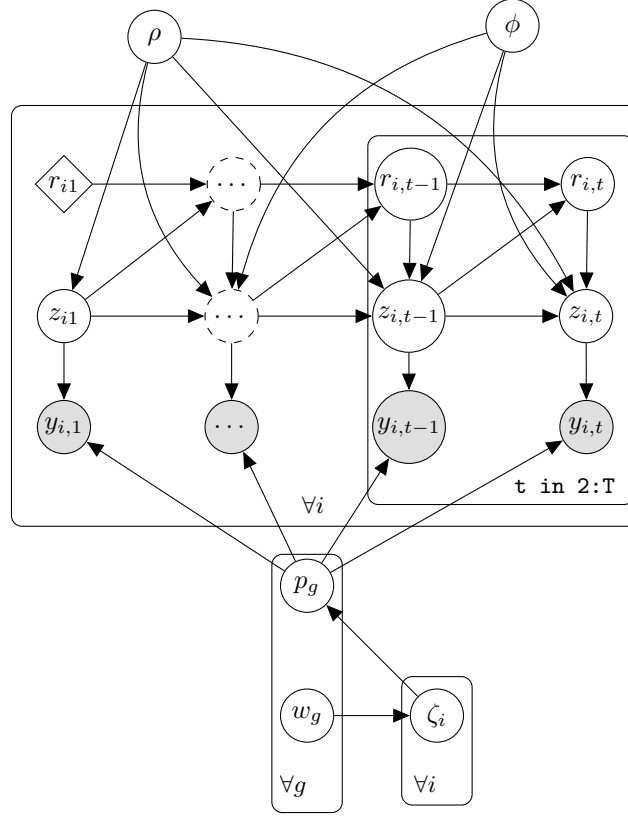 ρ
ϕ
r_{i1}
⋯
r_{i,t−1}
r_{i,t}
z_{i1}
⋯
z_{i,t−1}
z_{i,t}
y_{i,1}
⋯
y_{i,t−1}
y_{i,t}
t in 2:T
∀i
p_g
w_g
ζ_i
∀g
∀i